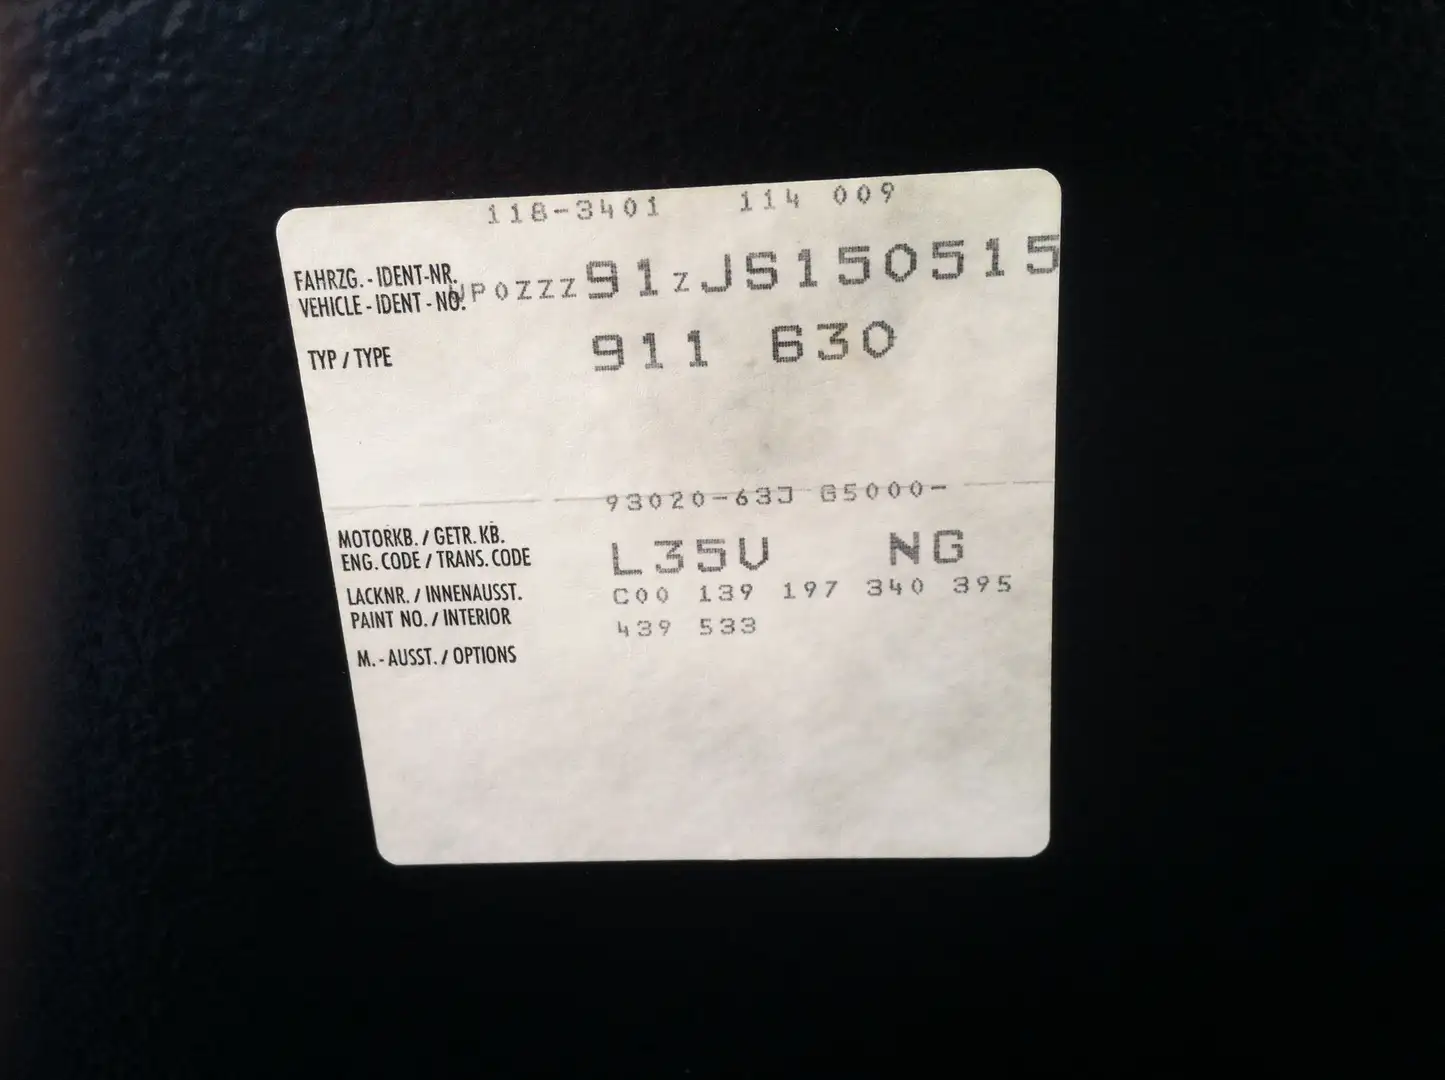 118-3401 114 009
FAHRZG.-IDENT-NR.
VEHICLE-IDENT-NO. WP0ZZZ91ZJS150515
TYP/TYPE 911 630
93020-63J G5000-
MOTORKB./GETR.KB.
ENG.CODE/TRANS.CODE L35U NG
LACKNR./INNENAUSST. C00 139 197 340 395
PAINT NO./INTERIOR 439 533
M.-AUSST./OPTIONS